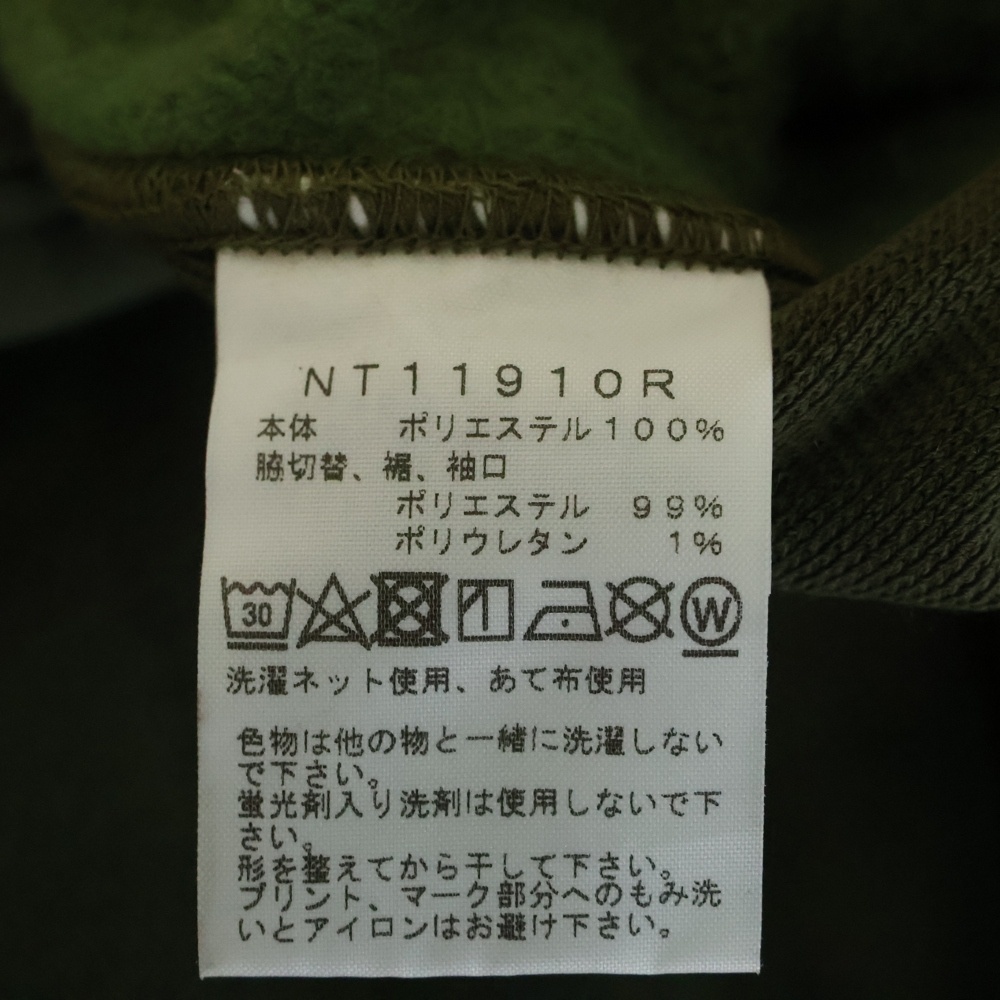 NT11910R
本体 ポリエステル100%
脇切替、裾、袖口
ポリエステル 99%
ポリウレタン 1%
30 W
洗濯ネット使用、あて布使用
色物は他の物と一緒に洗濯しない
で下さい。
蛍光剤入り洗剤は使用しないで下
さい。
形を整えてから干して下さい。
プリント、マーク部分へのもみ洗
いとアイロンはお避け下さい。